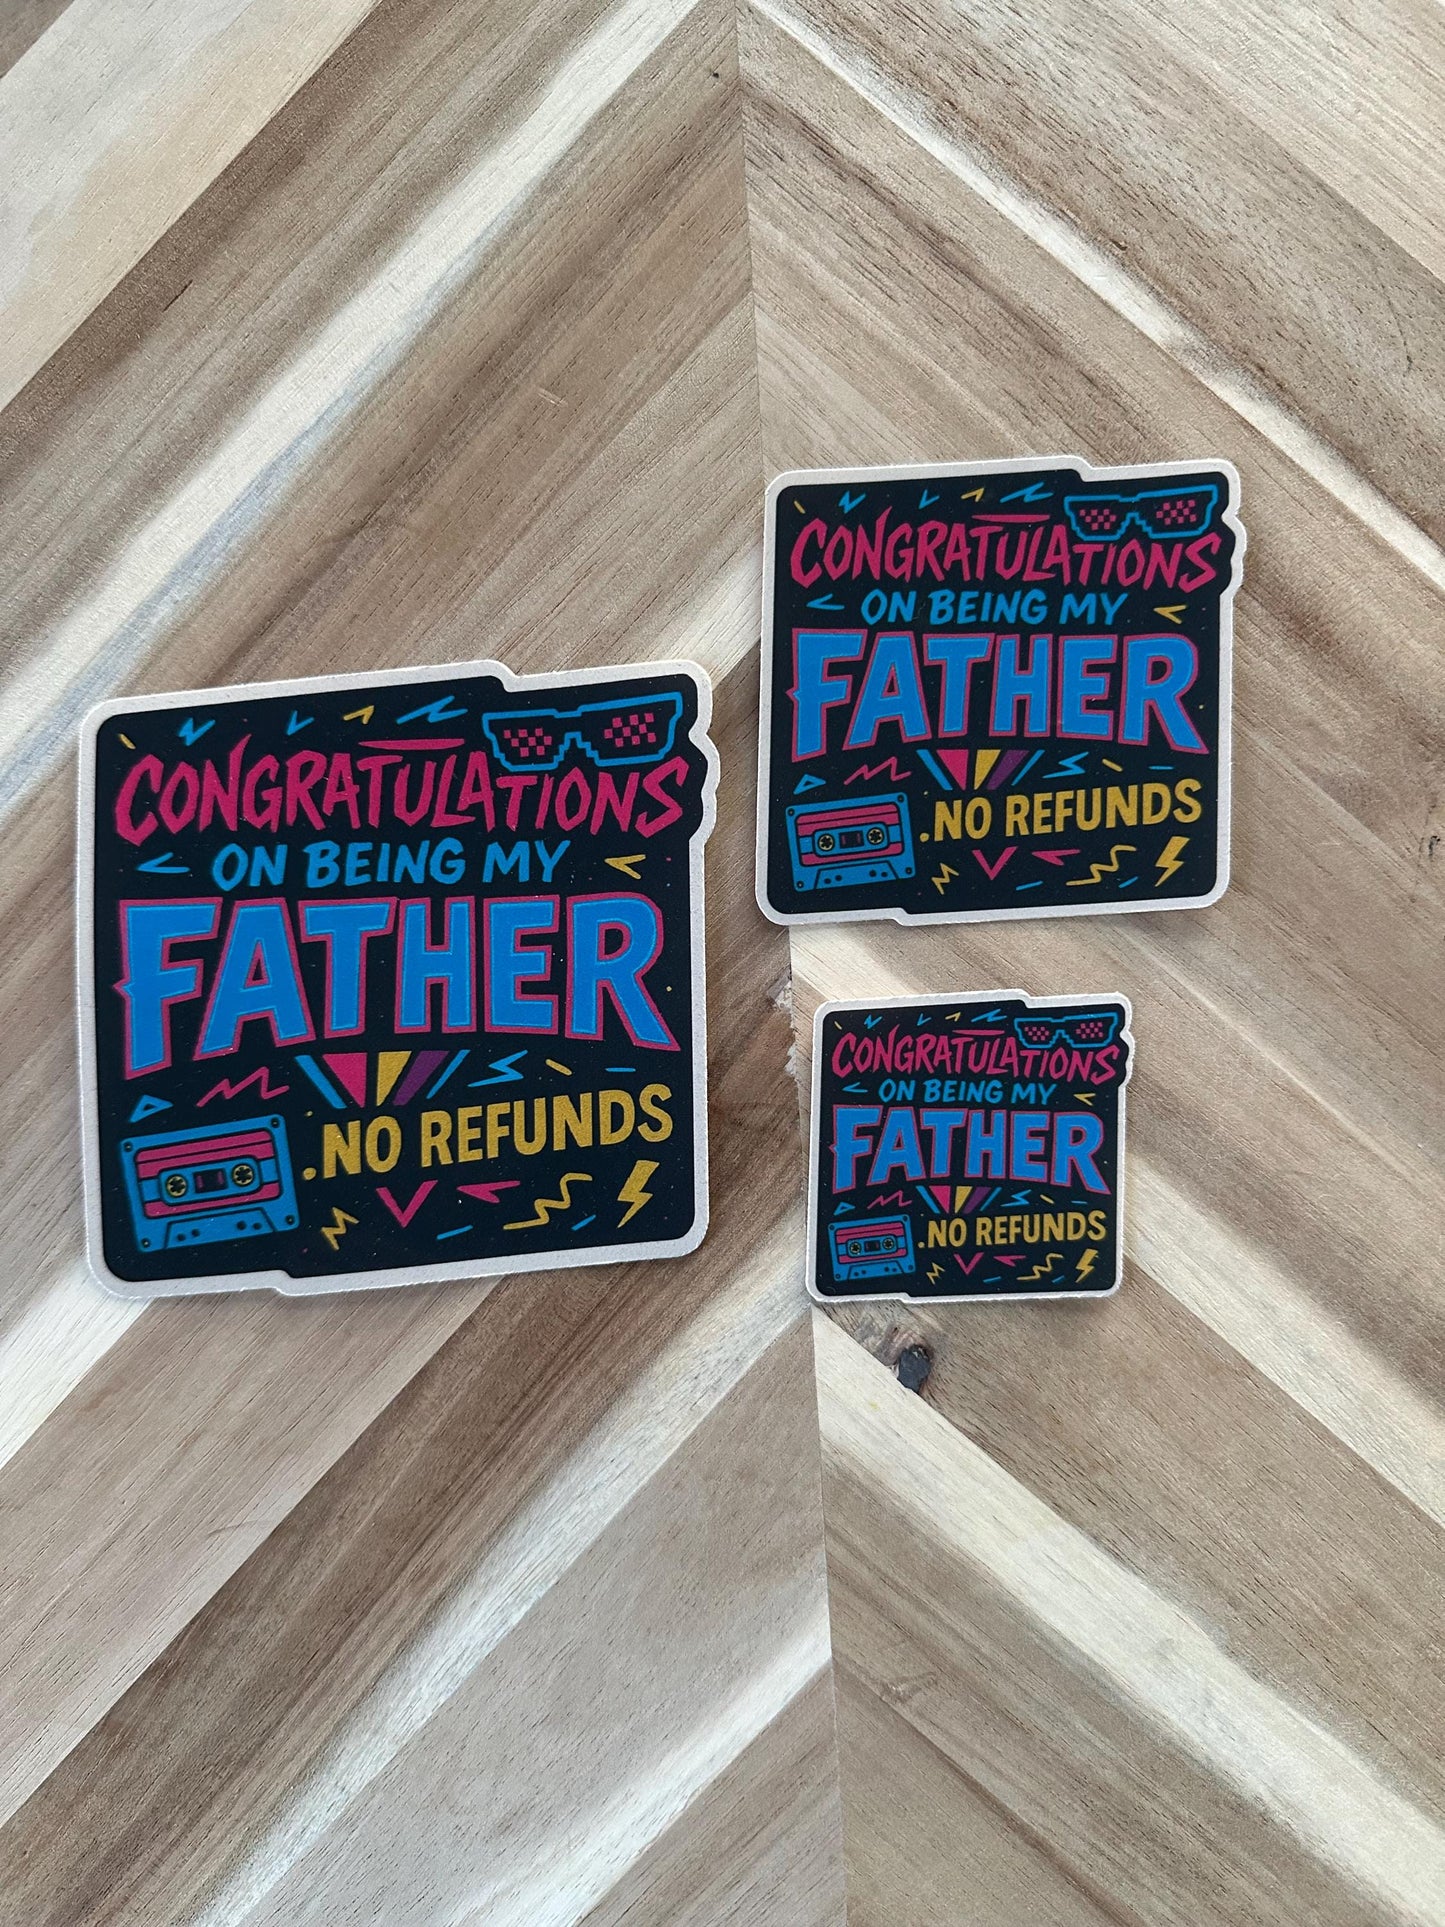 CONGRATULATIONS
ON BEING MY
FATHER
.NO REFUNDS
CONGRATULATIONS
ON BEING MY
FATHER
.NO REFUNDS
CONGRATULATIONS
ON BEING MY
FATHER
.NO REFUNDS